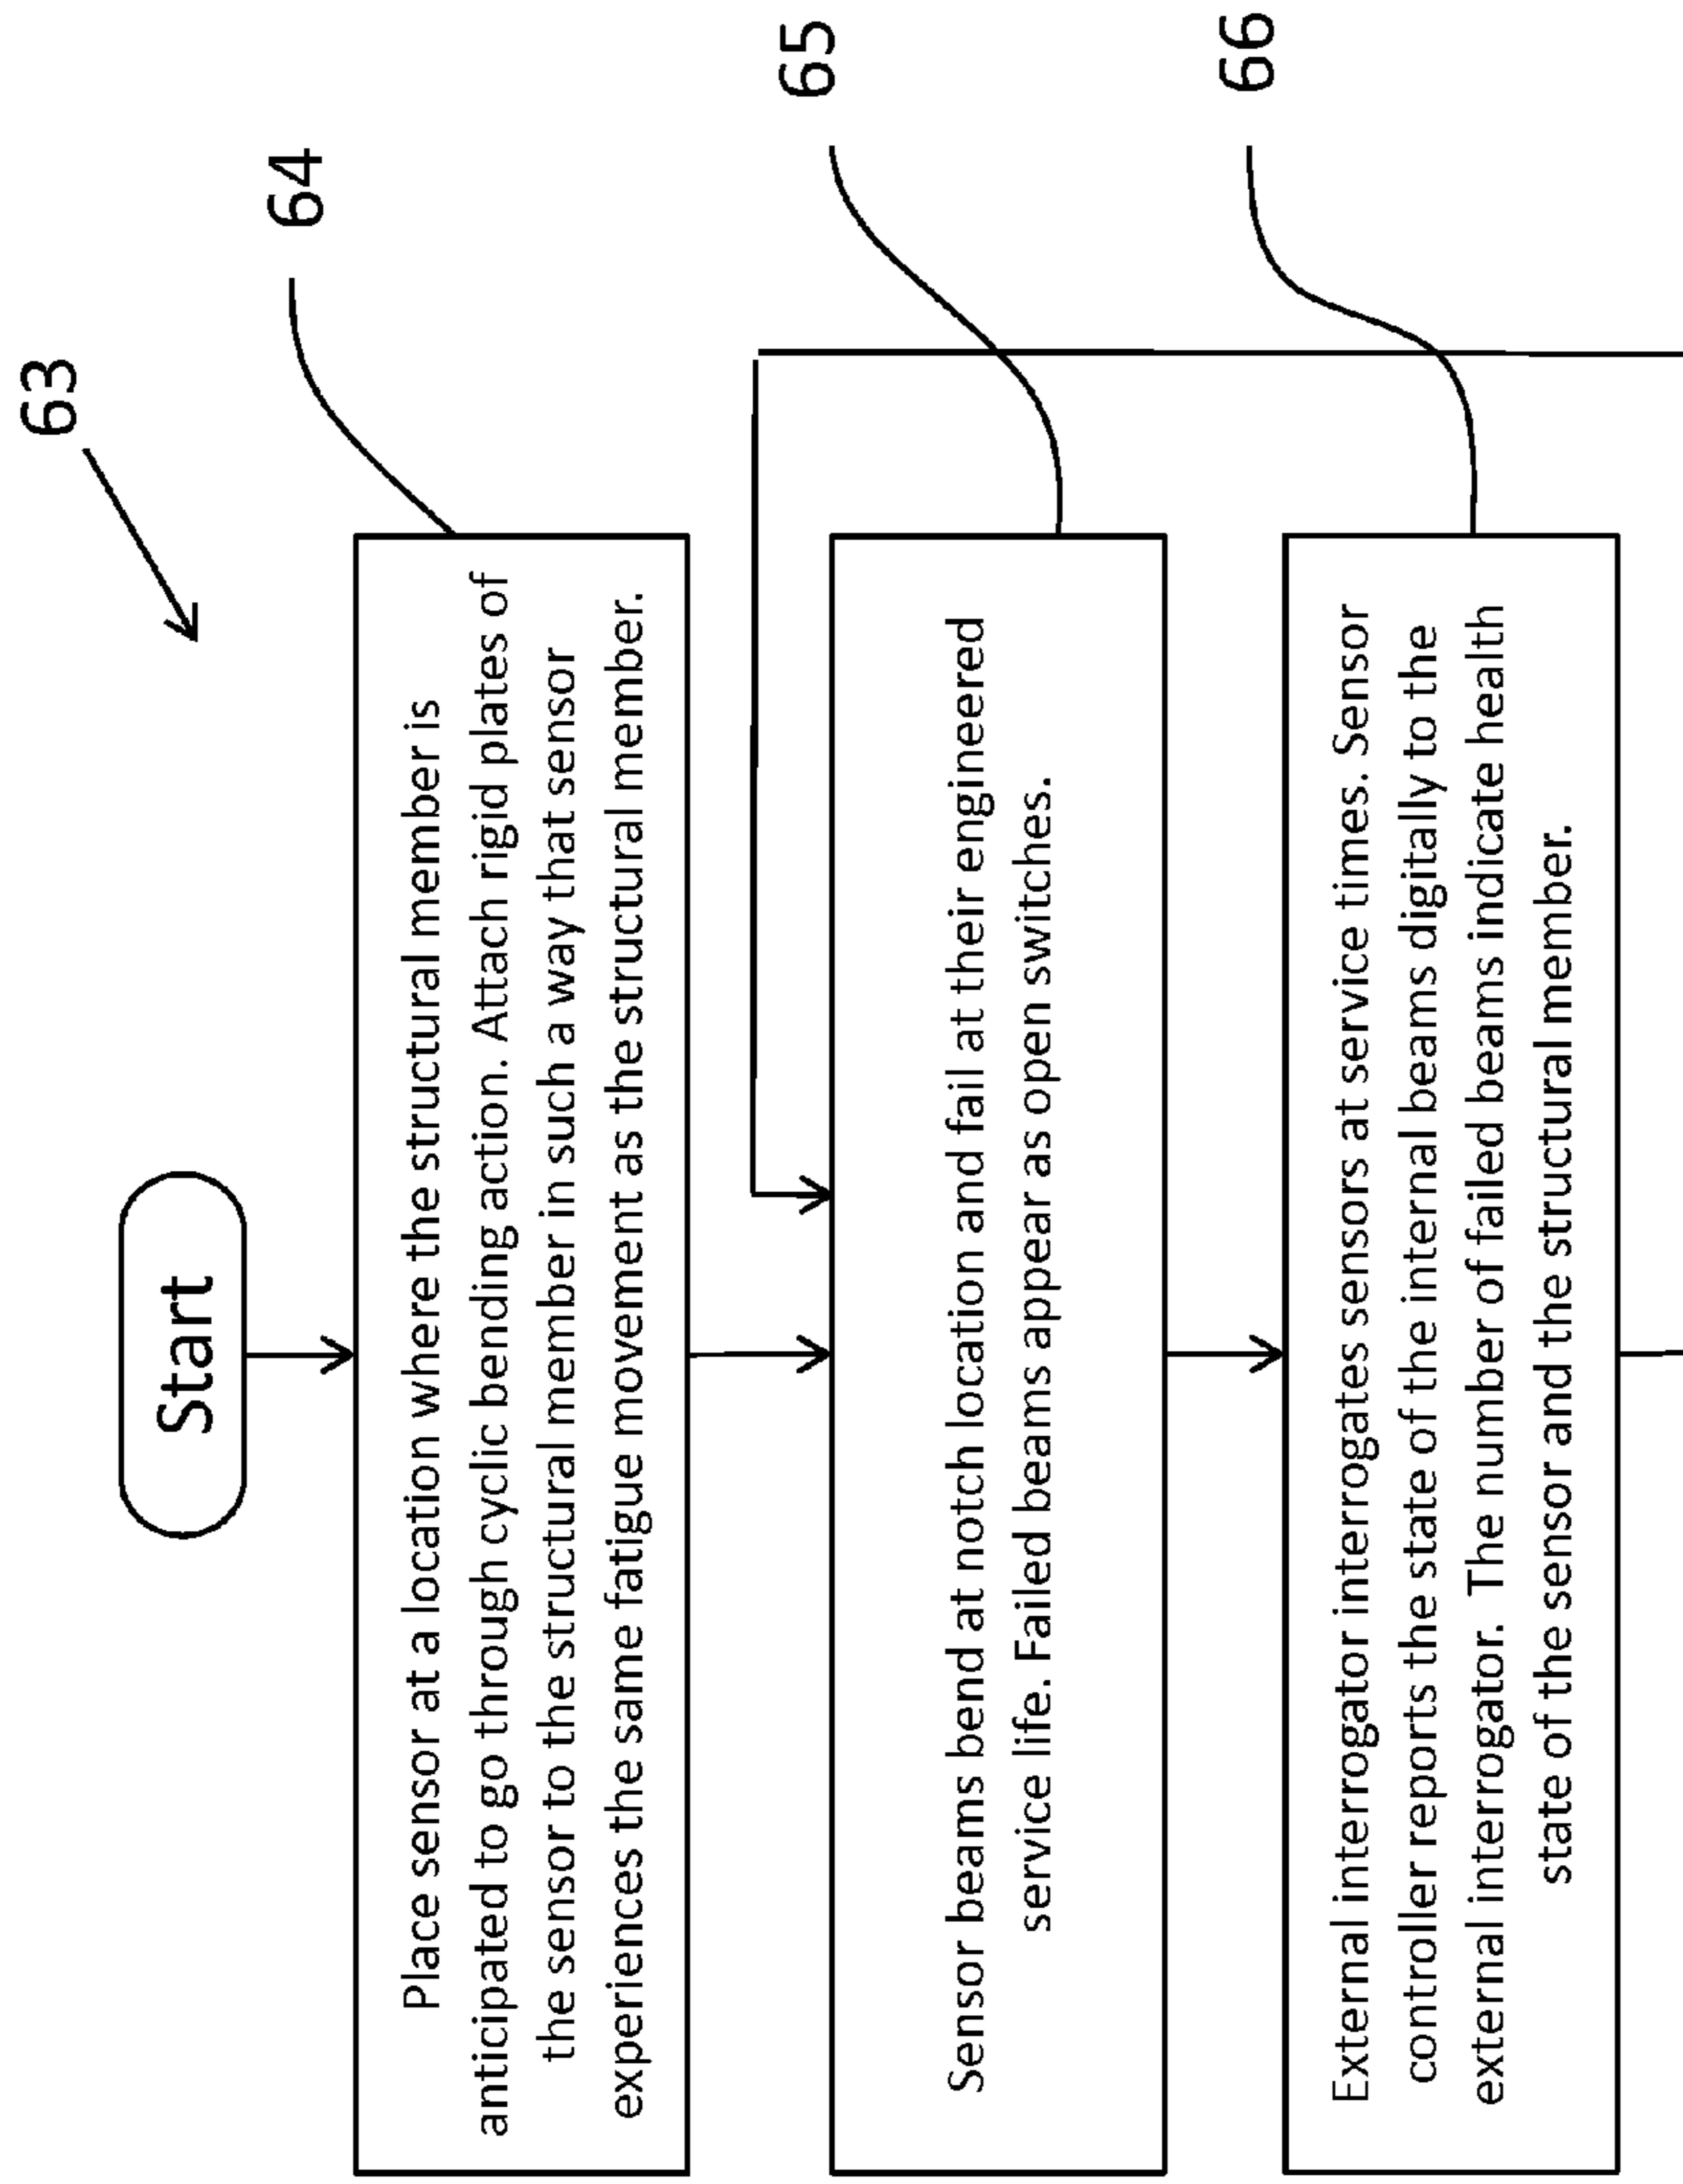 63
Start
64
Place sensor at a location where the structural member is
anticipated to go through cyclic bending action. Attach rigid plates of
the sensor to the structural member in such a way that sensor
experiences the same fatigue movement as the structural member.
65
Sensor beams bend at notch location and fail at their engineered
service life. Failed beams appear as open switches.
66
External interrogator interrogates sensors at service times. Sensor
controller reports the state of the internal beams digitally to the
external interrogator. The number of failed beams indicate health
state of the sensor and the structural member.